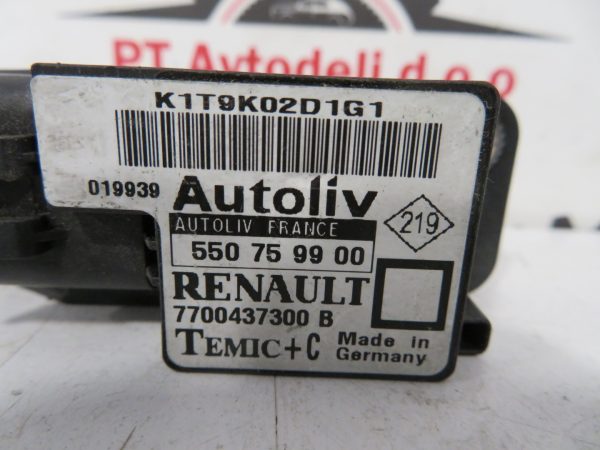 PT Avtodeli d.o.o
K1T9K02D1G1
019939 Autoliv
AUTOLIV FRANCE
219
550 75 99 00
RENAULT
7700437300 B
TEMIC+C Made in Germany